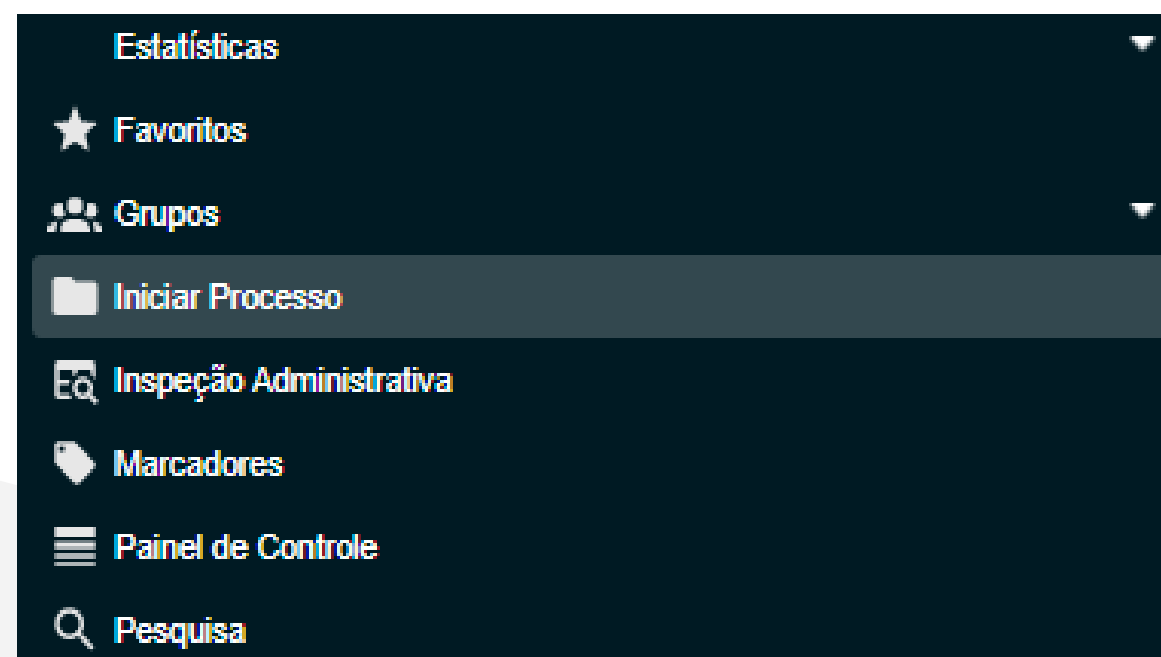 Estatísticas
Favoritos
Grupos
Iniciar Processo
Inspeção Administrativa
Marcadores
Painel de Controle
Pesquisa